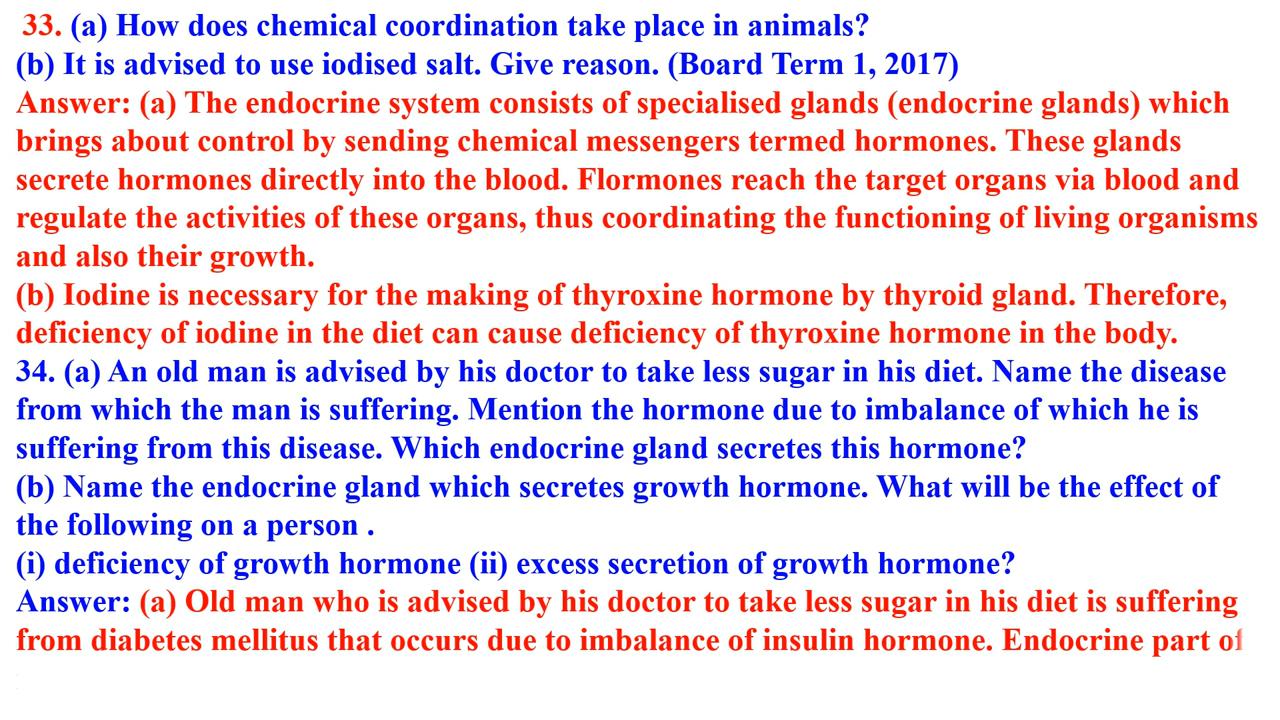 33. (a) How does chemical coordination take place in animals?
(b) It is advised to use iodised salt. Give reason. (Board Term 1, 2017)
Answer: (a) The endocrine system consists of specialised glands (endocrine glands) which
brings about control by sending chemical messengers termed hormones. These glands
secrete hormones directly into the blood. Flormones reach the target organs via blood and
regulate the activities of these organs, thus coordinating the functioning of living organisms
and also their growth.
(b) Iodine is necessary for the making of thyroxine hormone by thyroid gland. Therefore,
deficiency of iodine in the diet can cause deficiency of thyroxine hormone in the body.
34. (a) An old man is advised by his doctor to take less sugar in his diet. Name the disease
from which the man is suffering. Mention the hormone due to imbalance of which he is
suffering from this disease. Which endocrine gland secretes this hormone?
(b) Name the endocrine gland which secretes growth hormone. What will be the effect of
the following on a person .
(i) deficiency of growth hormone (ii) excess secretion of growth hormone?
Answer: (a) Old man who is advised by his doctor to take less sugar in his diet is suffering
from diabetes mellitus that occurs due to imbalance of insulin hormone. Endocrine part of